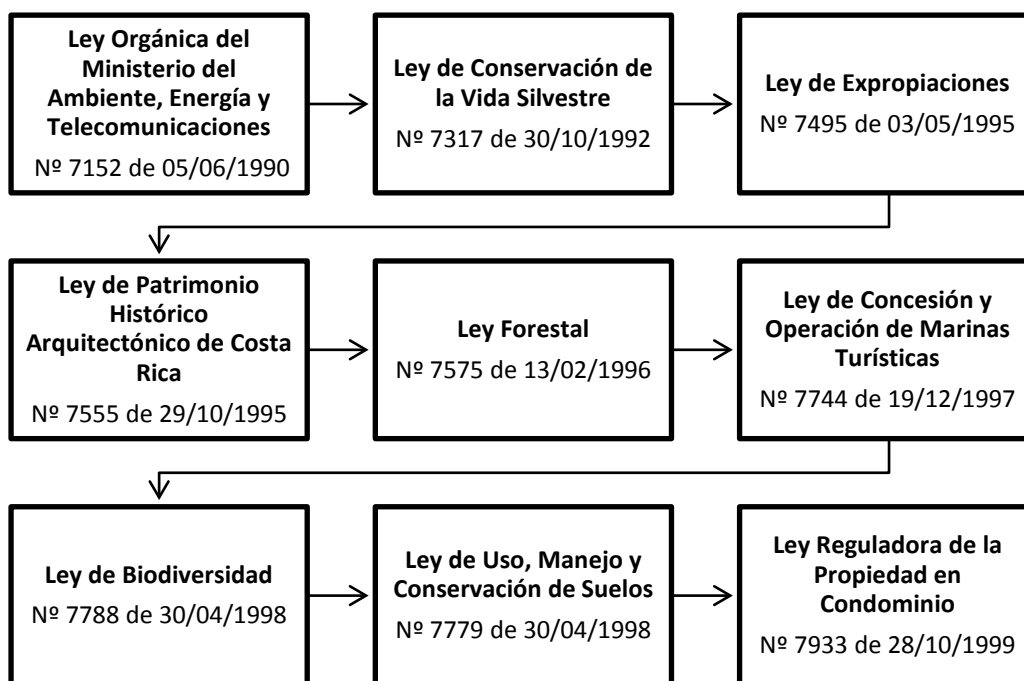 Ley Orgánica del
Ministerio del
Ambiente, Energía y
Telecomunicaciones
Nº 7152 de 05/06/1990
Ley de Conservación de
la Vida Silvestre
Nº 7317 de 30/10/1992
Ley de Expropiaciones
Nº 7495 de 03/05/1995
Ley de Patrimonio
Histórico
Arquitectónico de Costa
Rica
Nº 7555 de 29/10/1995
Ley Forestal
Nº 7575 de 13/02/1996
Ley de Concesión y
Operación de Marinas
Turísticas
Nº 7744 de 19/12/1997
Ley de Biodiversidad
Nº 7788 de 30/04/1998
Ley de Uso, Manejo y
Conservación de Suelos
Nº 7779 de 30/04/1998
Ley Reguladora de la
Propiedad en
Condominio
Nº 7933 de 28/10/1999